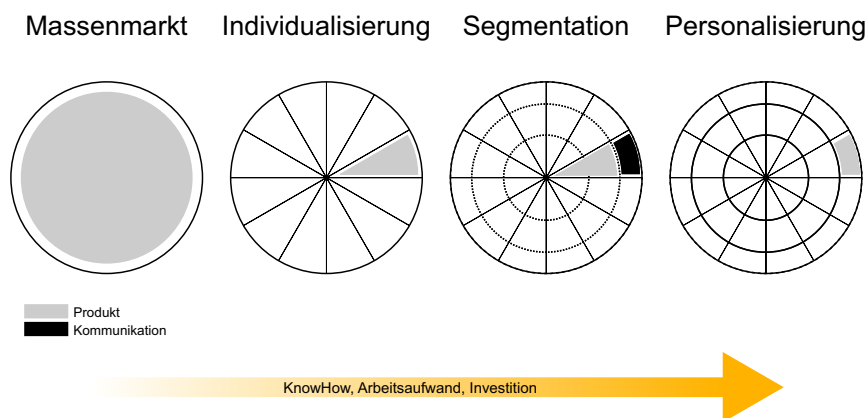 Massenmarkt
Individualisierung
Segmentation
Personalisierung
Produkt
Kommunikation
KnowHow, Arbeitsaufwand, Investition